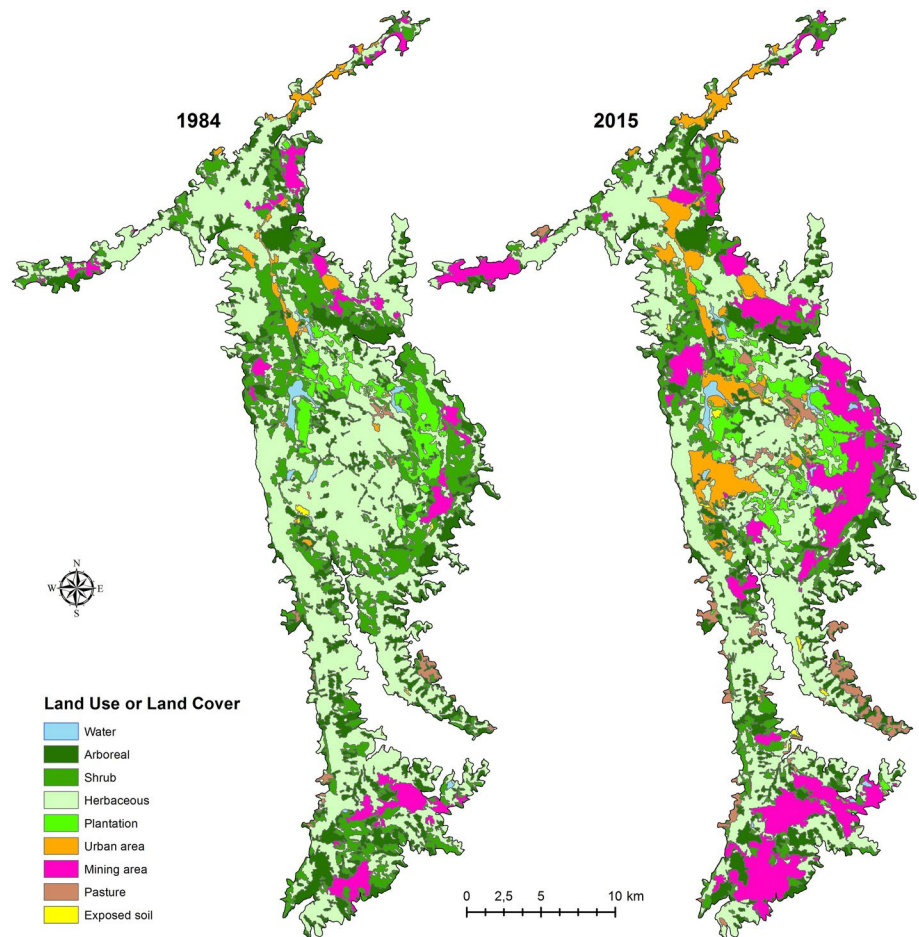 1984
2015
N
W E
S
Land Use or Land Cover
Water
Arboreal
Shrub
Herbaceous
Plantation
Urban area
Mining area
Pasture
Exposed soil
0 2,5 5 10 km